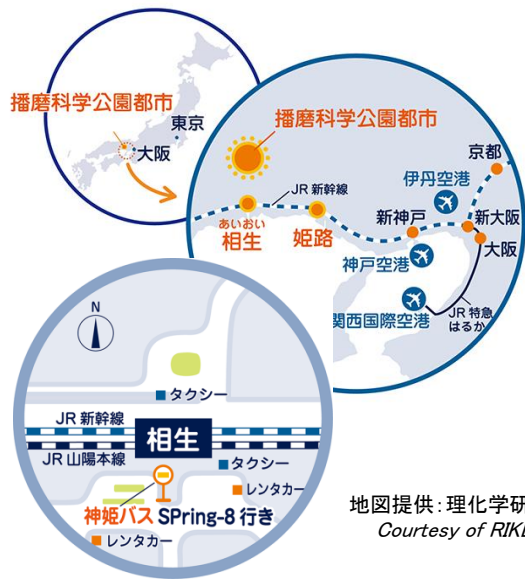 播磨科学公園都市
東京
大阪
播磨科学公園都市
京都
伊丹空港
JR 新幹線
あいおい
相生
姫路
新神戸
新大阪
大阪
神戸空港
関西国際空港
JR 特急
はるか
N
タクシー
JR 新幹線
相生
JR 山陽本線
タクシー
レンタカー
神姫バス SPring-8 行き
レンタカー
地図提供：理化学研
Courtesy of RIKE